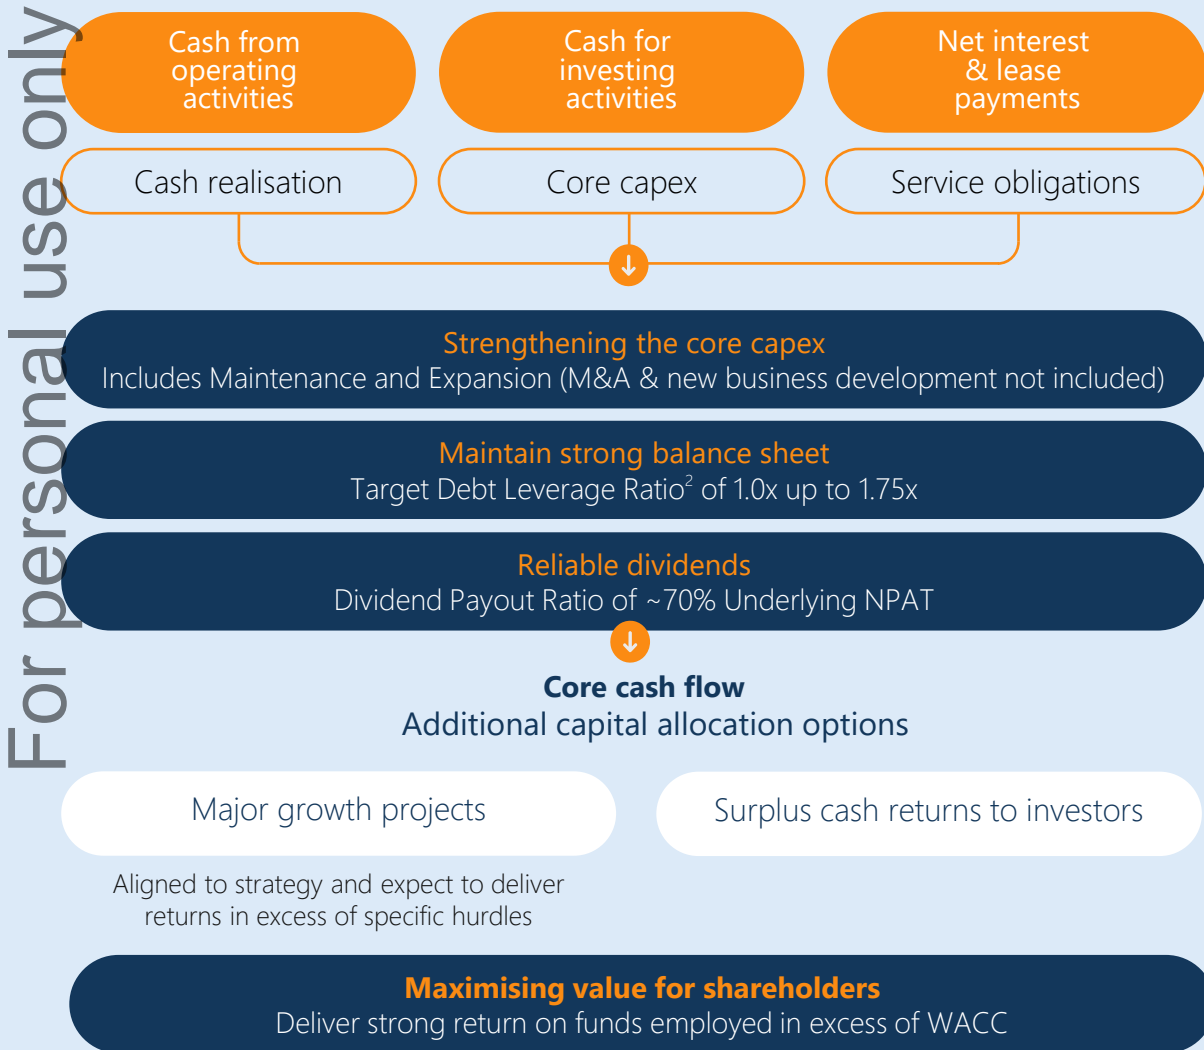 For personal use only
Cash from
operating
activities
Cash for
investing
activities
Net interest
& lease
payments
Cash realisation
Core capex
Service obligations
Strengthening the core capex
Includes Maintenance and Expansion (M&A & new business development not included)
Maintain strong balance sheet
Target Debt Leverage Ratio² of 1.0x up to 1.75x
Reliable dividends
Dividend Payout Ratio of ~70% Underlying NPAT
Core cash flow
Additional capital allocation options
Major growth projects
Surplus cash returns to investors
Aligned to strategy and expect to deliver
returns in excess of specific hurdles
Maximising value for shareholders
Deliver strong return on funds employed in excess of WACC